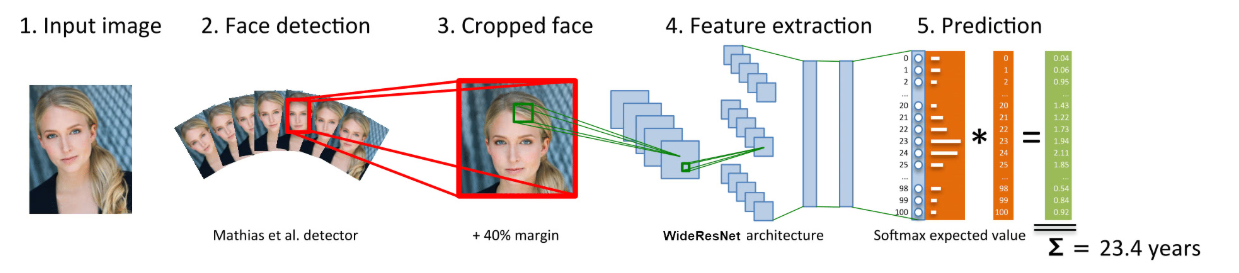 1. Input image
2. Face detection
3. Cropped face
4. Feature extraction
5. Prediction
0 0 0.04
1 1 0.06
2 2 0.95
... ... ...
20 20 1.43
21 21 1.22
22 22 1.73
23 * 23 = 1.94
24 24 2.11
25 25 1.85
... ... ...
98 98 0.54
99 99 0.84
100 100 0.92
Mathias et al. detector
+ 40% margin
WideResNet architecture
Softmax expected value
Σ = 23.4 years